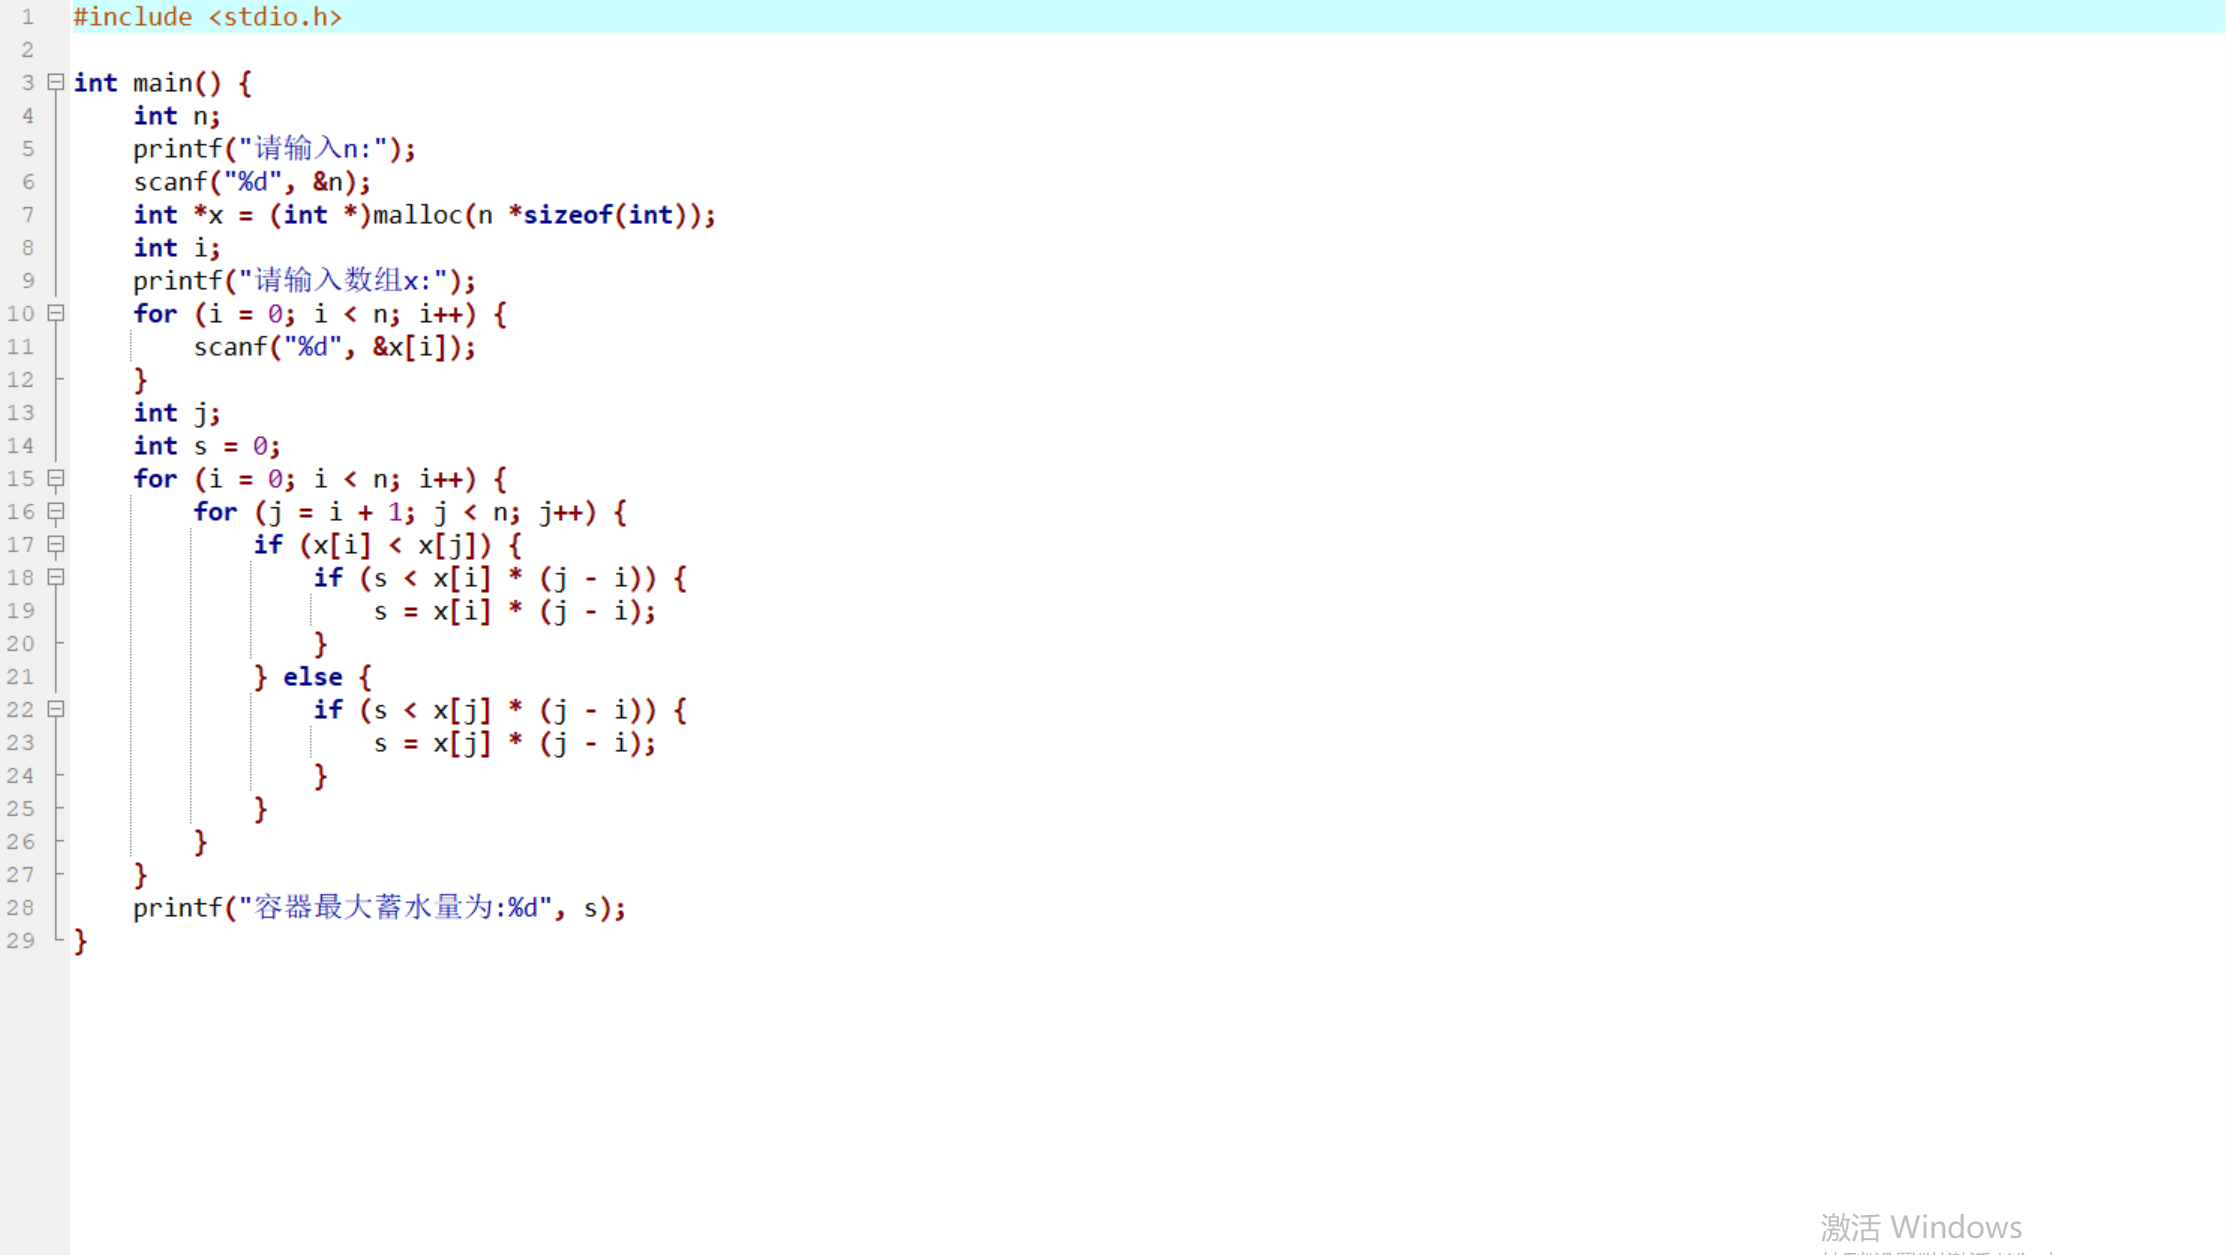 1 #include <stdio.h>
2
3 int main() {
4 int n;
5 printf("请输入n:");
6 scanf("%d", &n);
7 int *x = (int *)malloc(n *sizeof(int));
8 int i;
9 printf("请输入数组x:");
10 for (i = 0; i < n; i++) {
11 scanf("%d", &x[i]);
12 }
13 int j;
14 int s = 0;
15 for (i = 0; i < n; i++) {
16 for (j = i + 1; j < n; j++) {
17 if (x[i] < x[j]) {
18 if (s < x[i] * (j - i)) {
19 s = x[i] * (j - i);
20 }
21 } else {
22 if (s < x[j] * (j - i)) {
23 s = x[j] * (j - i);
24 }
25 }
26 }
27 }
28 printf("容器最大蓄水量为:%d", s);
29 }
激活 Windows